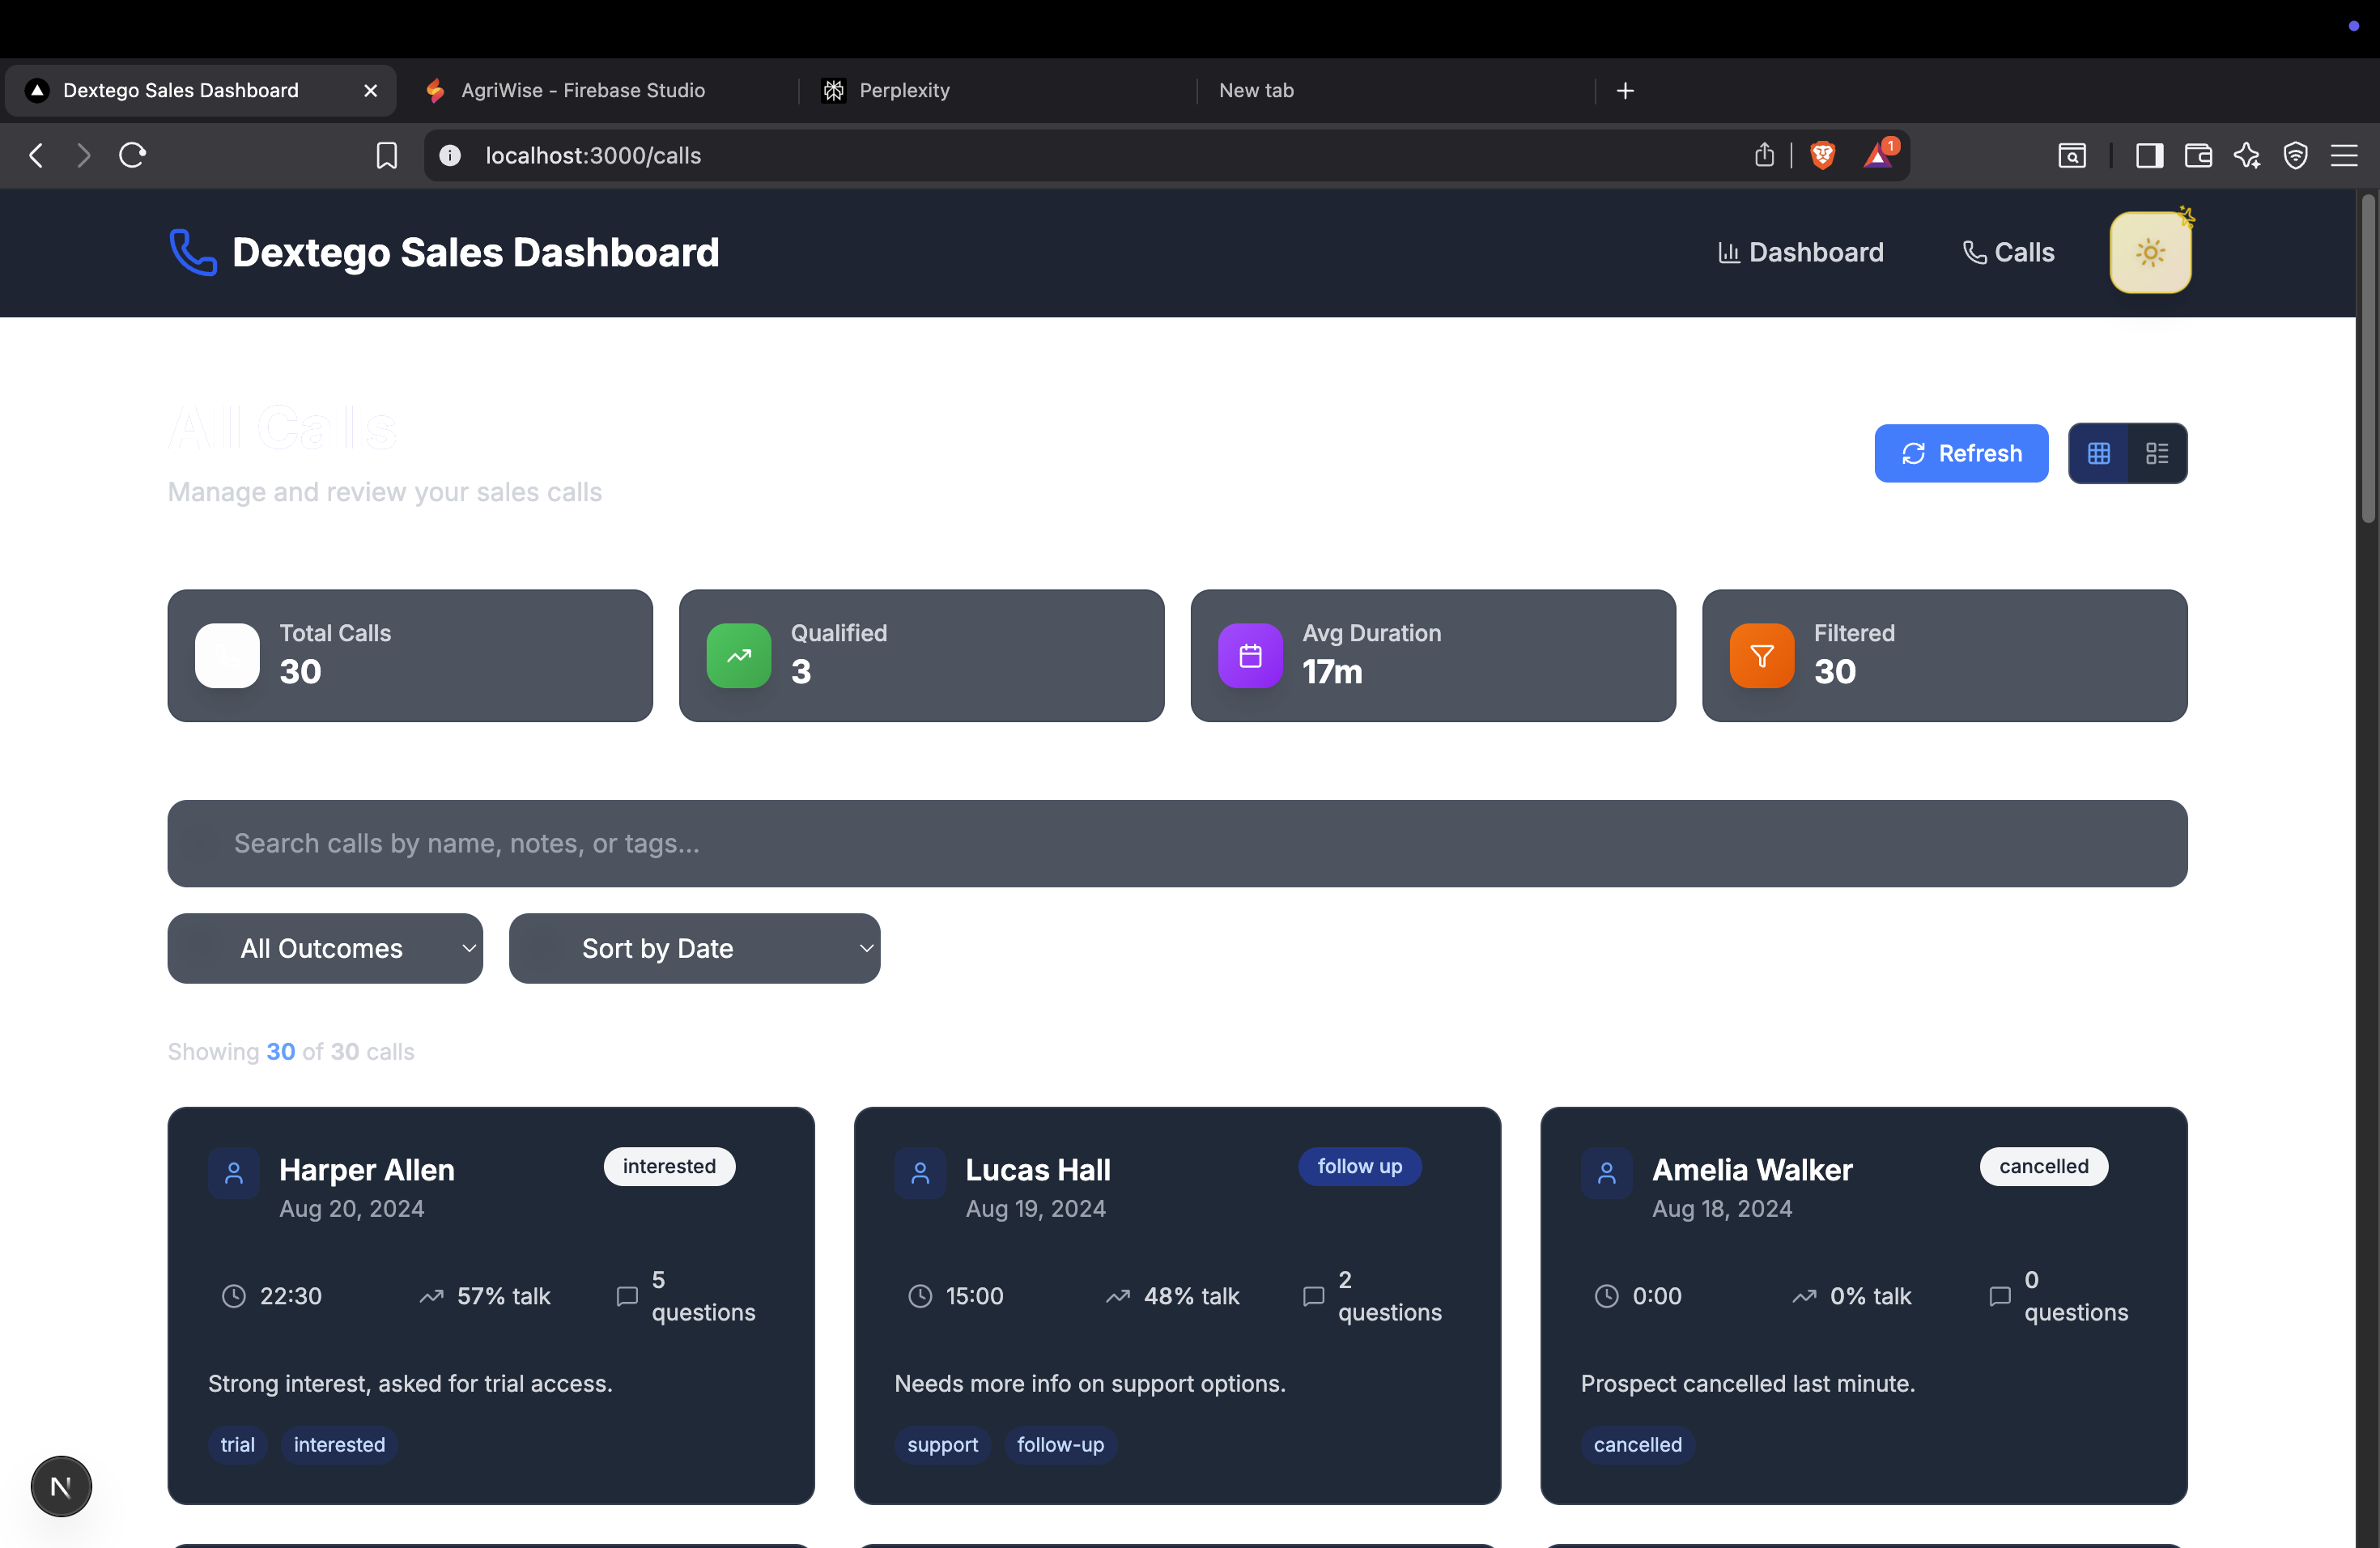 Dextego Sales Dashboard
AgriWise - Firebase Studio
Perplexity
New tab
localhost:3000/calls
1
Dextego Sales Dashboard
Dashboard
Calls
All Calls
Manage and review your sales calls
Refresh
Total Calls
30
Qualified
3
Avg Duration
17m
Filtered
30
Search calls by name, notes, or tags...
All Outcomes
Sort by Date
Showing 30 of 30 calls
Harper Allen
interested
Aug 20, 2024
22:30
57% talk
5
questions
Strong interest, asked for trial access.
trial
interested
Lucas Hall
follow up
Aug 19, 2024
15:00
48% talk
2
questions
Needs more info on support options.
support
follow-up
Amelia Walker
cancelled
Aug 18, 2024
0:00
0% talk
0
questions
Prospect cancelled last minute.
cancelled
N